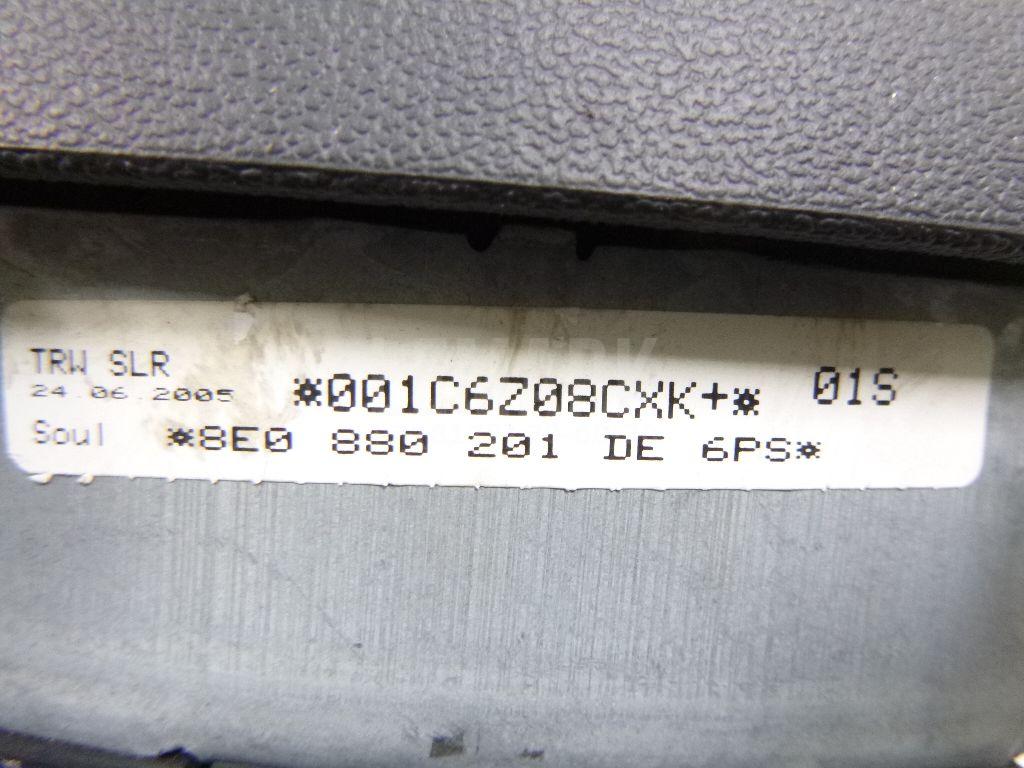 TRW SLR
24.06.2005 *001C6Z08CXK+* 01S
Soul *8E0 880 201 DE 6PS*